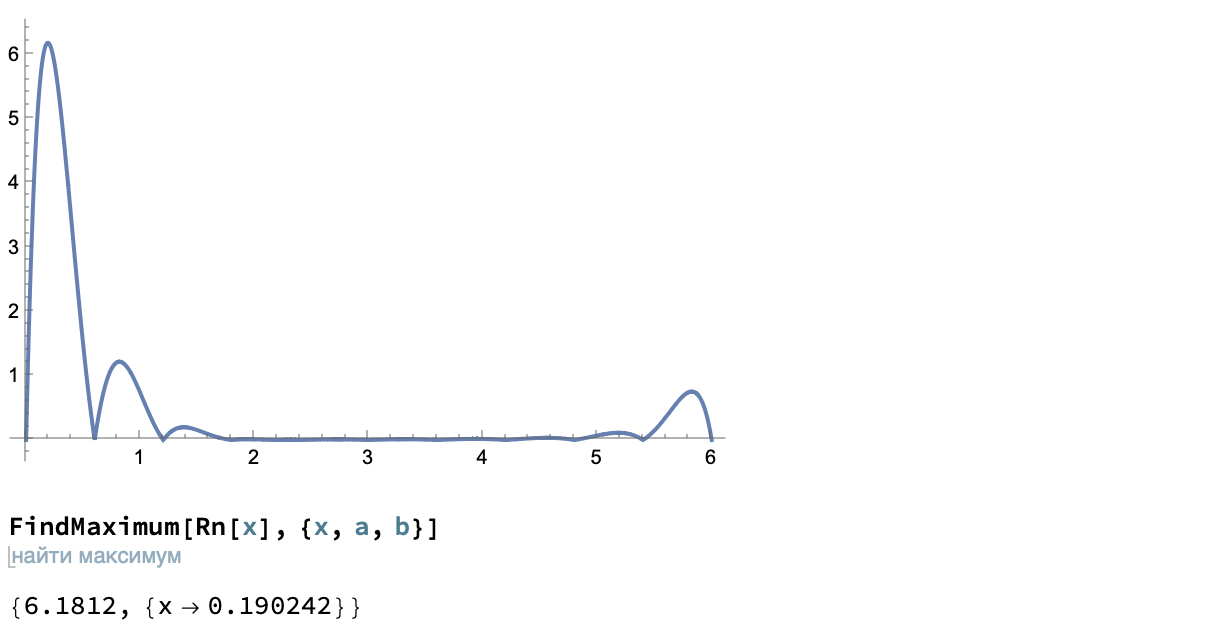 6
5
4
3
2
1
1 2 3 4 5 6
FindMaximum[Rn[x], {x, a, b}]
найти максимум
{6.1812, {x → 0.190242}}